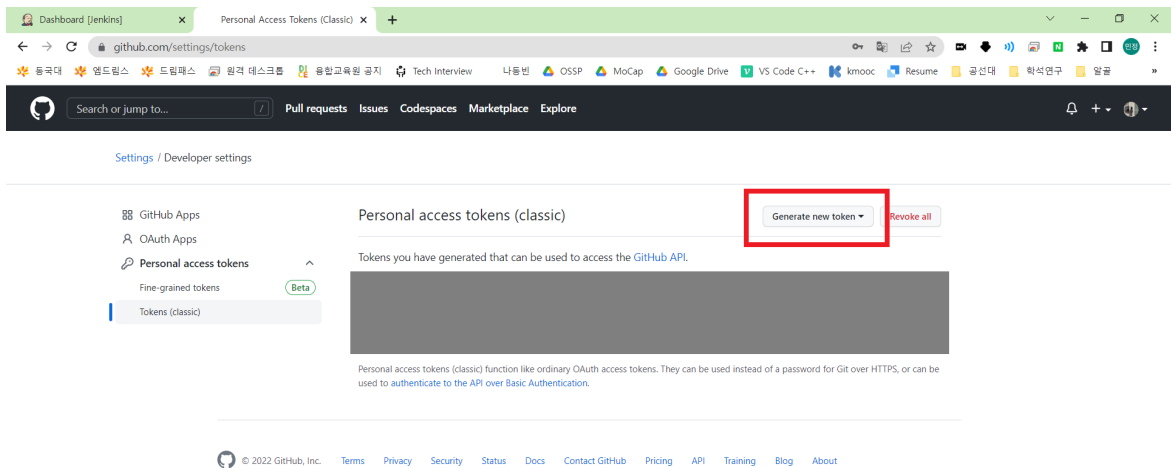 Dashboard [Jenkins]
Personal Access Tokens (Classic)
github.com/settings/tokens
동국대 엠드림스 드림패스 원격 데스크톱 융합교육원 공지 Tech Interview 나동빈 OSSP MoCap Google Drive VS Code C++ kmooc Resume 공선대 학석연구 알골 »
Search or jump to... / Pull requests Issues Codespaces Marketplace Explore
Settings / Developer settings
GitHub Apps
OAuth Apps
Personal access tokens
Fine-grained tokens Beta
Tokens (classic)
Personal access tokens (classic)
Generate new token
Revoke all
Tokens you have generated that can be used to access the GitHub API.
Personal access tokens (classic) function like ordinary OAuth access tokens. They can be used instead of a password for Git over HTTPS, or can be
used to authenticate to the API over Basic Authentication.
© 2022 GitHub, Inc. Terms Privacy Security Status Docs Contact GitHub Pricing API Training Blog About